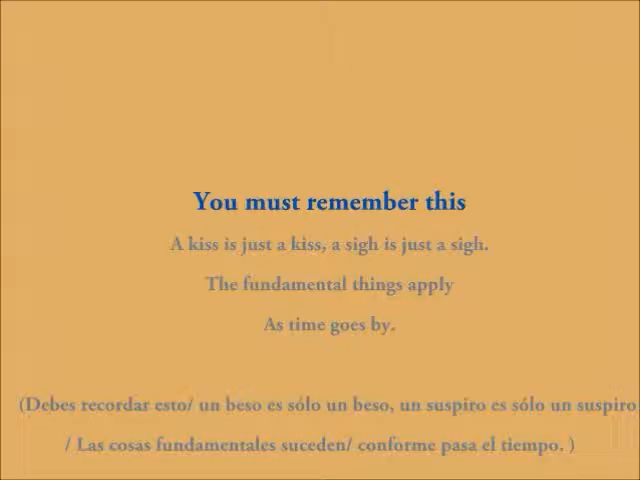 You must remember this
A kiss is just a kiss, a sigh is just a sigh.
The fundamental things apply
As time goes by.
(Debes recordar esto/ un beso es sólo un beso, un suspiro es sólo un suspiro
/ Las cosas fundamentales suceden/ conforme pasa el tiempo. )